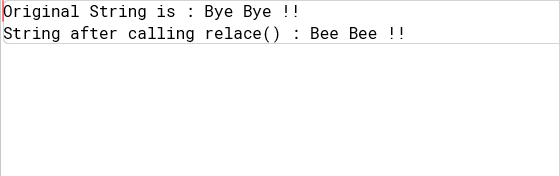 Original String is : Bye Bye !!
String after calling relace() : Bee Bee !!